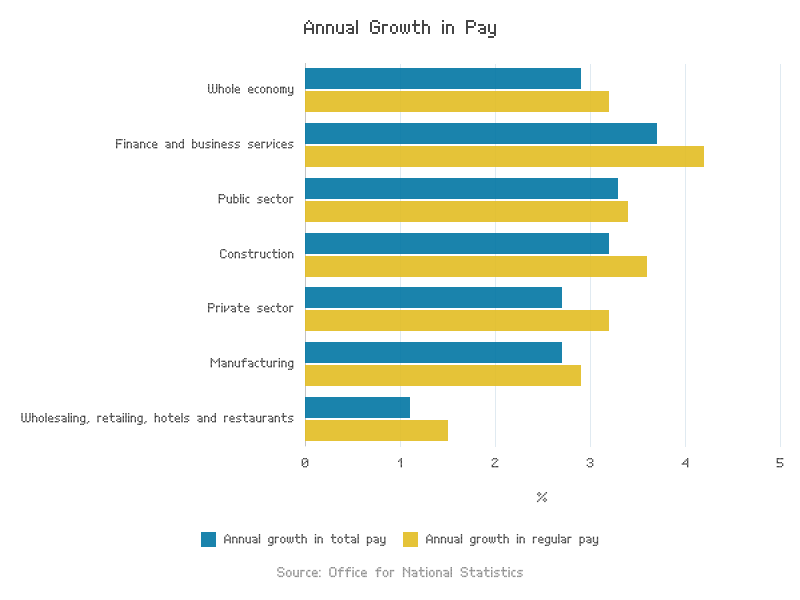 Annual Growth in Pay
Whole economy
Finance and business services
Public sector
Construction
Private sector
Manufacturing
Wholesaling, retailing, hotels and restaurants
0 1 2 3 4 5
%
Annual growth in total pay Annual growth in regular pay
Source: Office for National Statistics